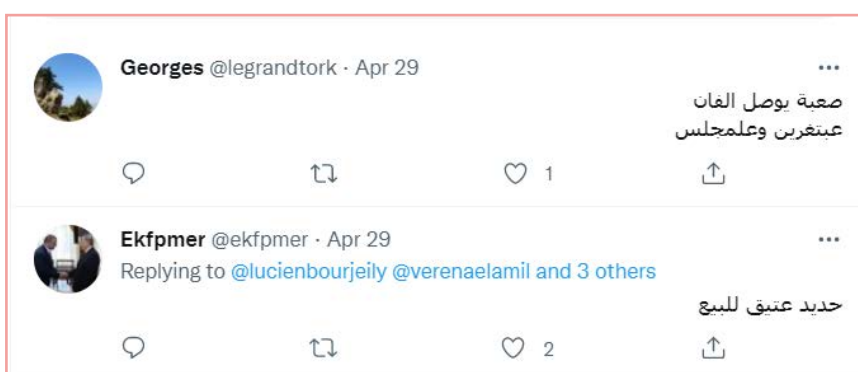 Georges @legrandtork · Apr 29
صعبة يوصل الفان
عبتغرين وعلمجلس
1
Ekfpmer @ekfpmer · Apr 29
Replying to @lucienbourjeily @verenaelamil and 3 others
حديد عتيق للبيع
2